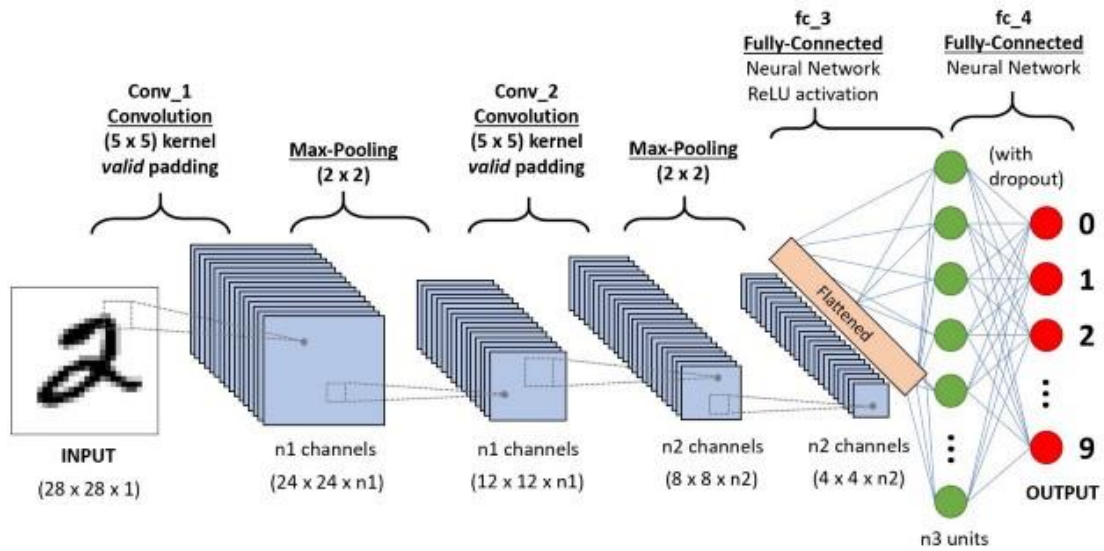 fc_3
Fully-Connected
Neural Network
ReLU activation
fc_4
Fully-Connected
Neural Network
Conv_1
Convolution
(5 x 5) kernel
valid padding
Max-Pooling
(2 x 2)
Conv_2
Convolution
(5 x 5) kernel
valid padding
Max-Pooling
(2 x 2)
(with
dropout)
Flattened
0
1
2
9
INPUT
(28 x 28 x 1)
n1 channels
(24 x 24 x n1)
n1 channels
(12 x 12 x n1)
n2 channels
(8 x 8 x n2)
n2 channels
(4 x 4 x n2)
OUTPUT
n3 units
2